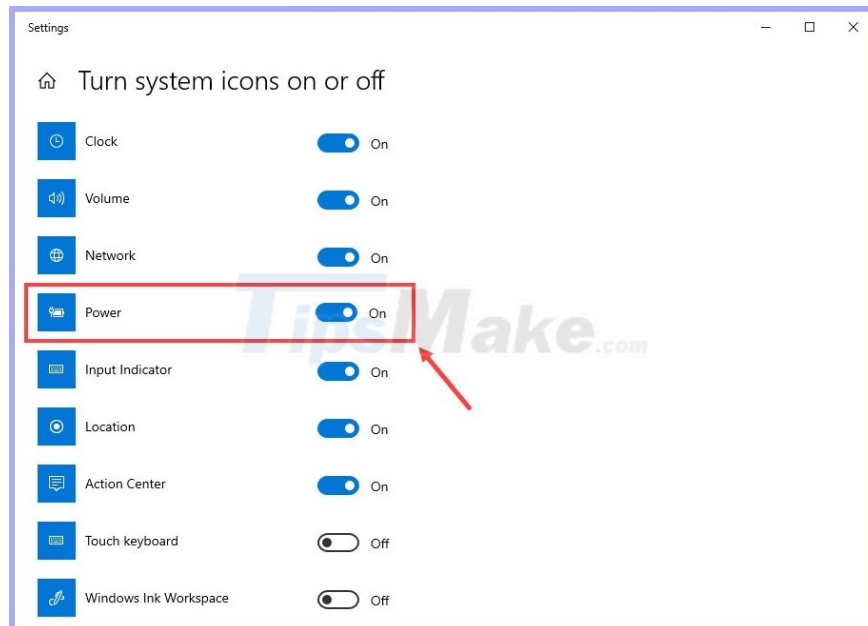 Settings
Turn system icons on or off
Clock On
Volume On
Network On
Power On
TipsMake.com
Input Indicator On
Location On
Action Center On
Touch keyboard Off
Windows Ink Workspace Off